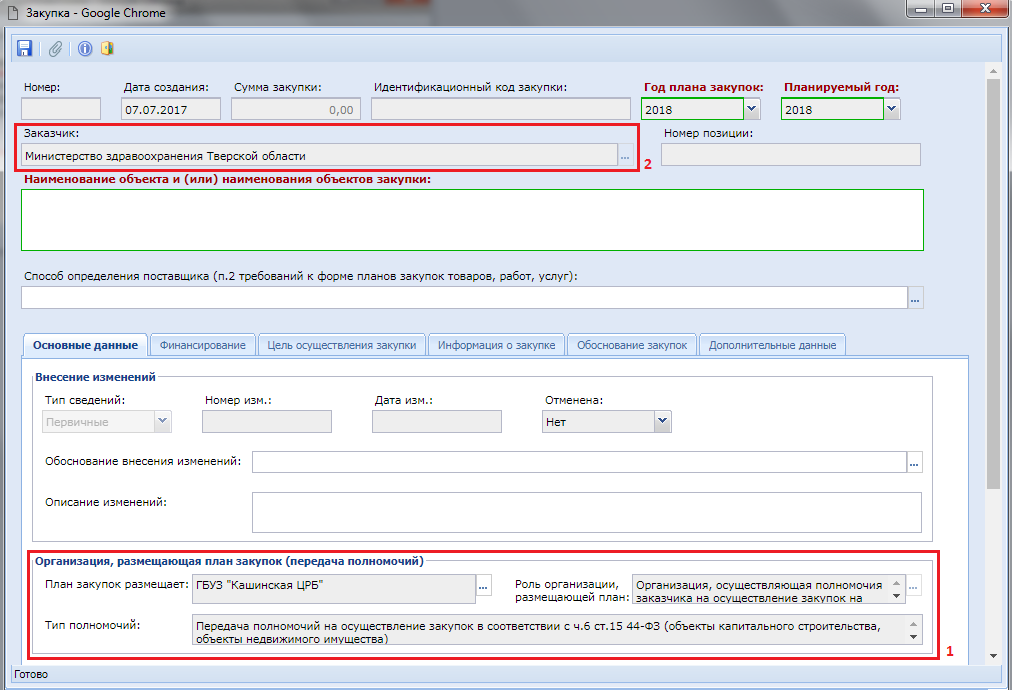 Закупка - Google Chrome
Номер: Дата создания: Сумма закупки: Идентификационный код закупки: Год плана закупок: Планируемый год:
07.07.2017 0,00 2018 2018
Заказчик: Номер позиции:
Министерство здравоохранения Тверской области ... 2
Наименование объекта и (или) наименования объектов закупки:
Способ определения поставщика (п.2 требований к форме планов закупок товаров, работ, услуг):
...
Основные данные Финансирование Цель осуществления закупки Информация о закупке Обоснование закупок Дополнительные данные
Внесение изменений
Тип сведений: Номер изм.: Дата изм.: Отменена:
Первичные Нет
Обоснование внесения изменений: ...
Описание изменений:
Организация, размещающая план закупок (передача полномочий)
План закупок размещает: ГБУЗ "Кашинская ЦРБ" ... Роль организации, размещающей план: Организация, осуществляющая полномочия заказчика на осуществление закупок на ...
Тип полномочий: Передача полномочий на осуществление закупок в соответствии с ч.6 ст.15 44-ФЗ (объекты капитального строительства,
объекты недвижимого имущества)
1
Готово